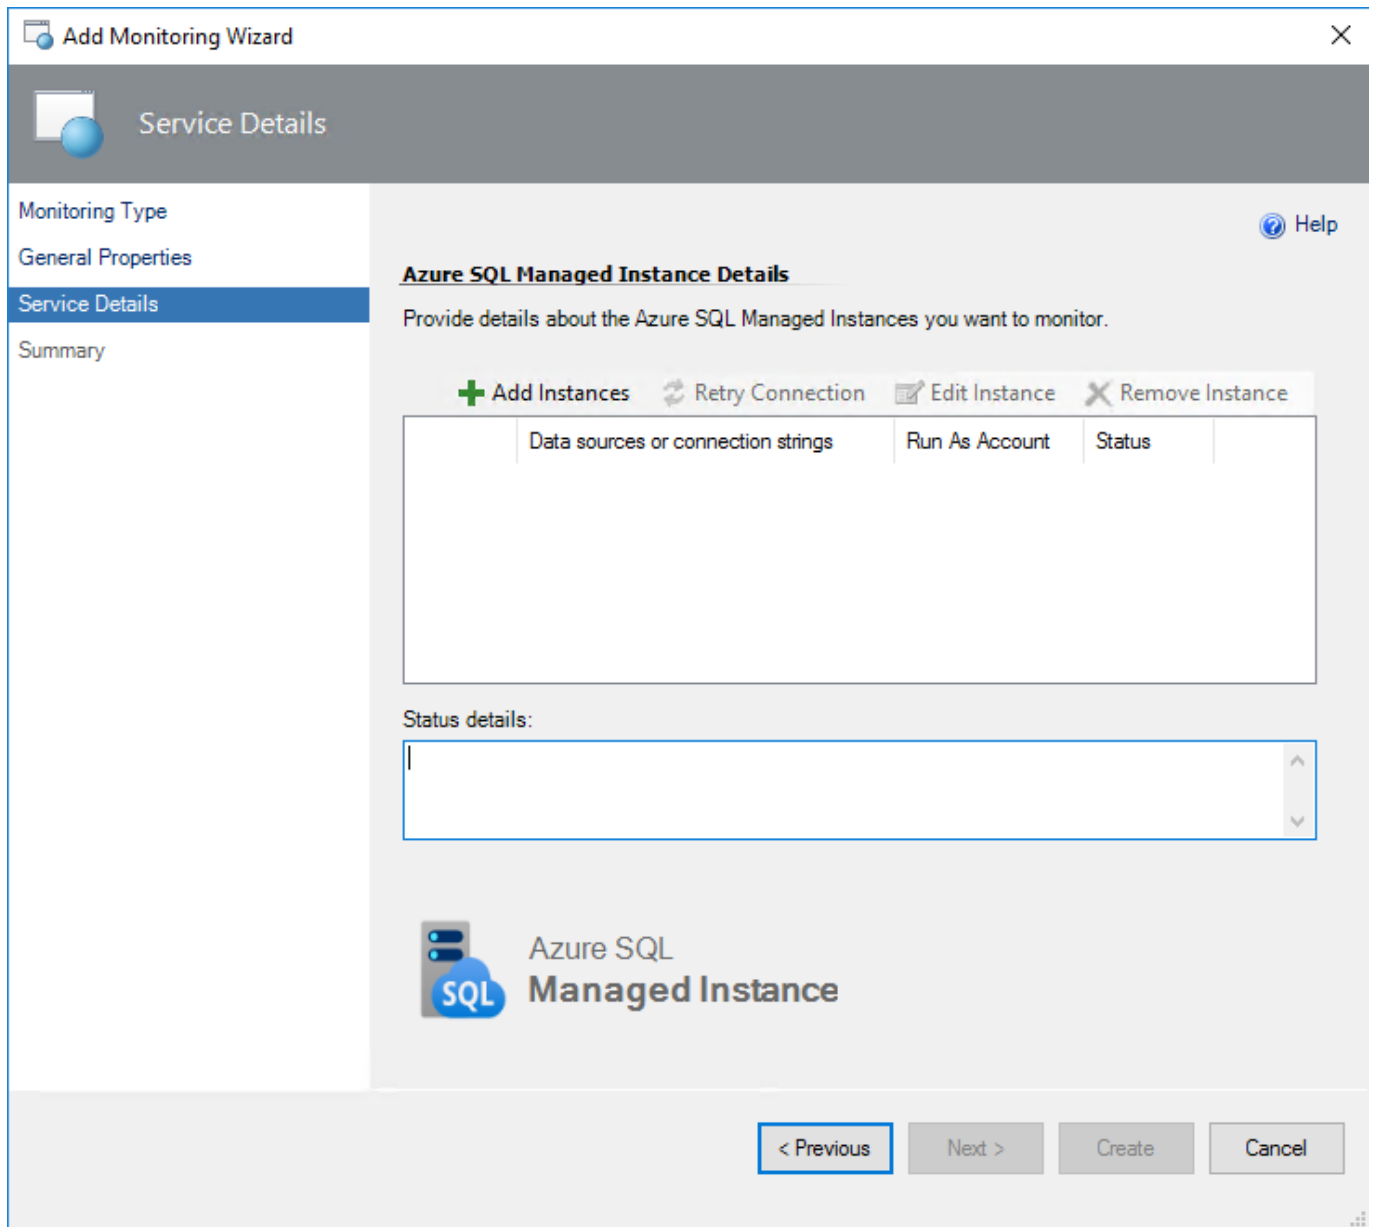 Add Monitoring Wizard
Service Details
Monitoring Type
General Properties
Service Details
Summary
Help
Azure SQL Managed Instance Details
Provide details about the Azure SQL Managed Instances you want to monitor.
Add Instances Retry Connection Edit Instance Remove Instance
Data sources or connection strings Run As Account Status
Status details:
SQL
Azure SQL
Managed Instance
< Previous Next > Create Cancel